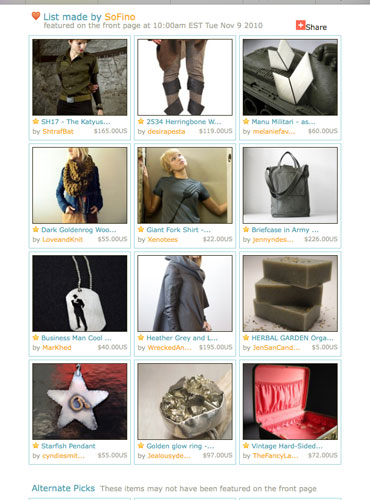 List made by SoFino
featured on the front page at 10:00am EST Tue Nov 9 2010
Share
SH17 - The Katyus...
by ShtrafBat $165.00US
2534 Herringbone W...
by desirapesta $119.00US
Manu Militari - as...
by melaniefav... $60.00US
Dark Goldenrog Woo...
by LoveandKnit $55.00US
Giant Fork Shirt -...
by Xenotees $22.00US
Briefcase in Army ...
by jennyndes... $226.00US
Business Man Cool ...
by MarKhed $40.00US
Heather Grey and L...
by WreckedAn... $195.00US
HERBAL GARDEN Orga...
by JenSanCand... $5.00US
Starfish Pendant
by cyndiesmit... $55.00US
Golden glow ring -...
by Jealousyde... $97.00US
Vintage Hard-Sided...
by TheFancyLa... $72.00US
Alternate Picks These items may not have been featured on the front page